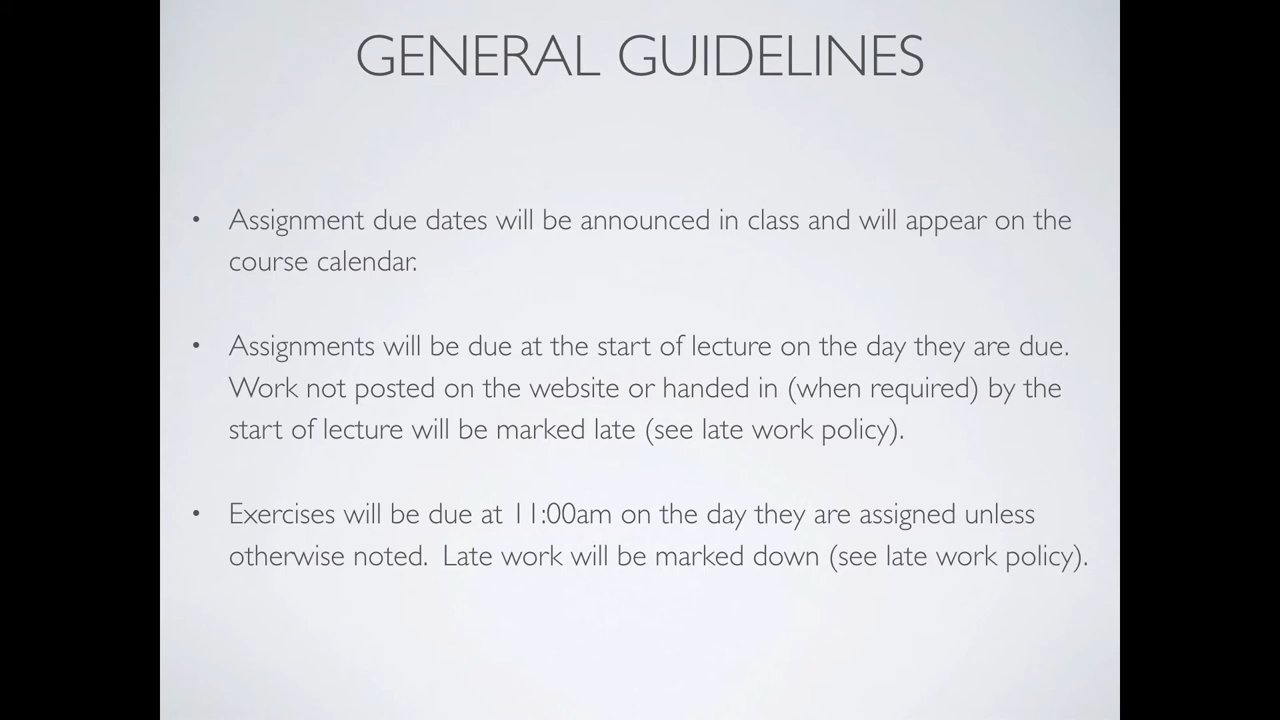 GENERAL GUIDELINES
• Assignment due dates will be announced in class and will appear on the
course calendar.
• Assignments will be due at the start of lecture on the day they are due.
Work not posted on the website or handed in (when required) by the
start of lecture will be marked late (see late work policy).
• Exercises will be due at 11:00am on the day they are assigned unless
otherwise noted.  Late work will be marked down (see late work policy).